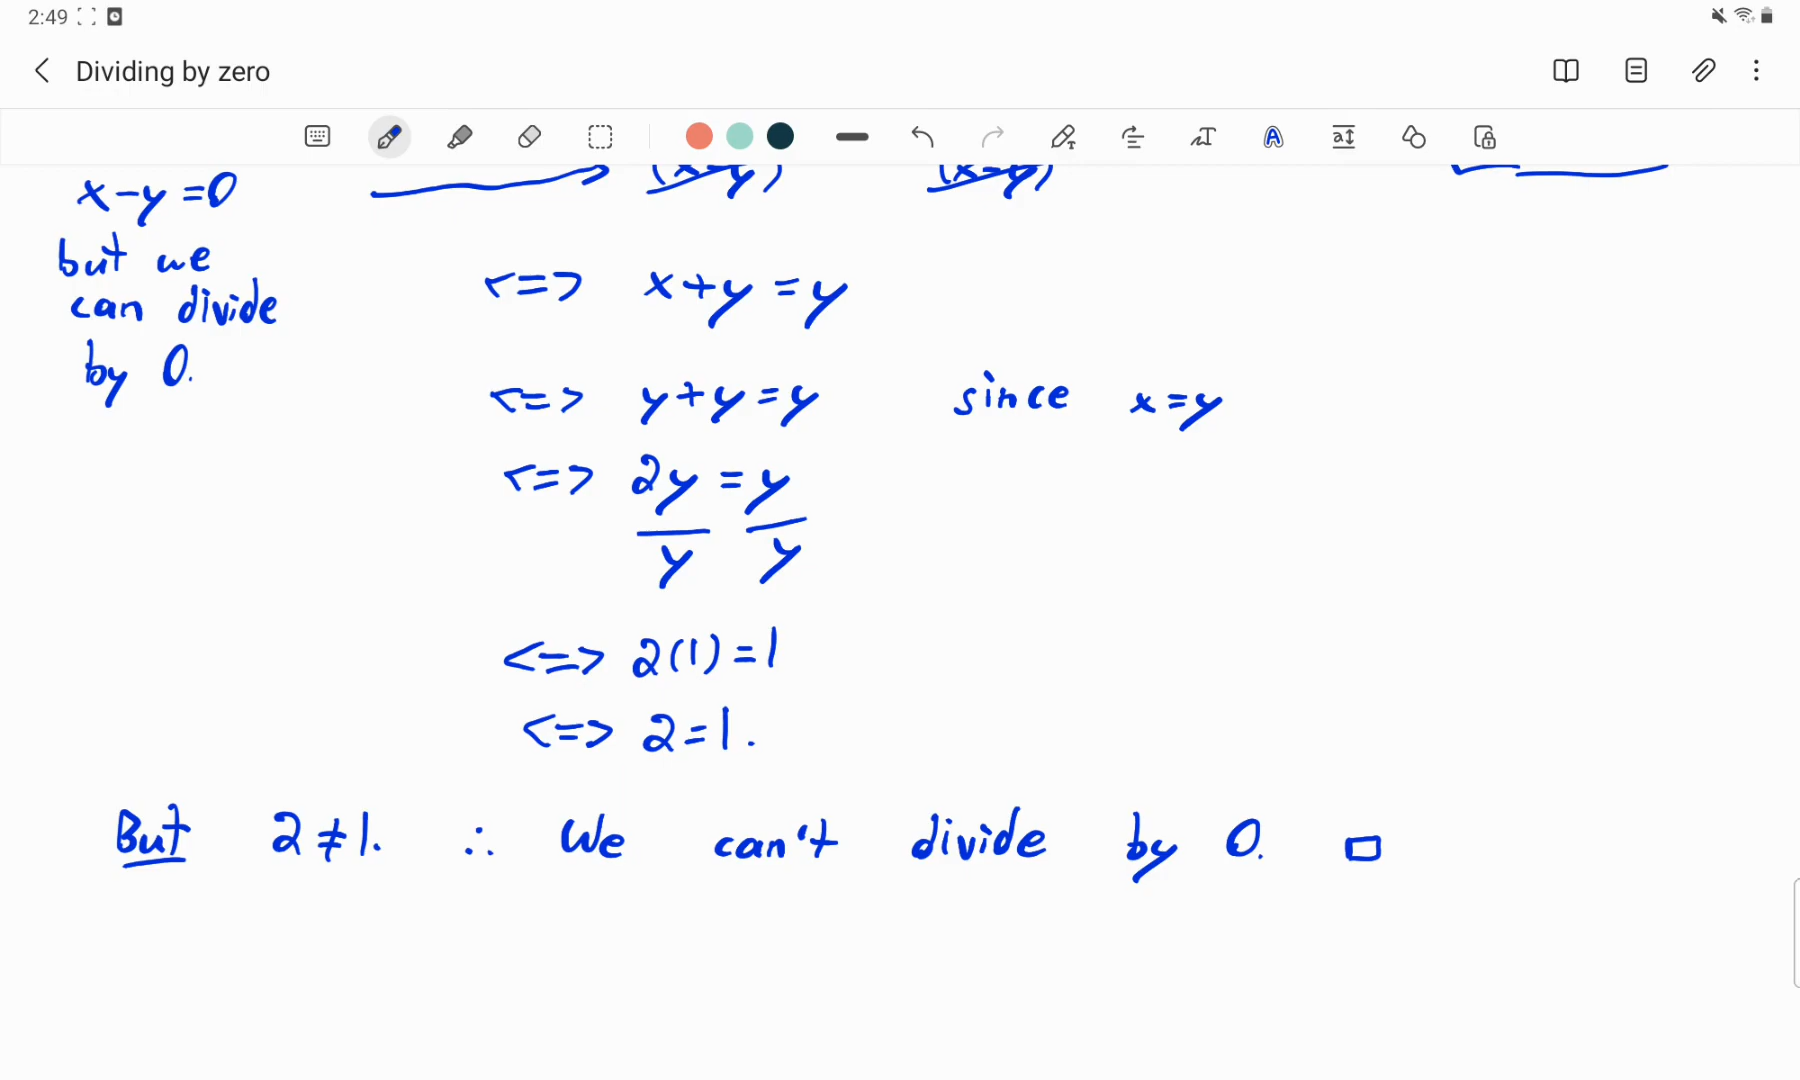 2:49
Dividing by zero
(x-y) (x-y)
x-y=0
but we
can divide
by 0.
<=> x+y=y
<=> y+y=y since x=y
<=> 2y=y
y y
<=> 2(1)=1
<=> 2=1.
But 2≠1. ∴ We can't divide by 0. □